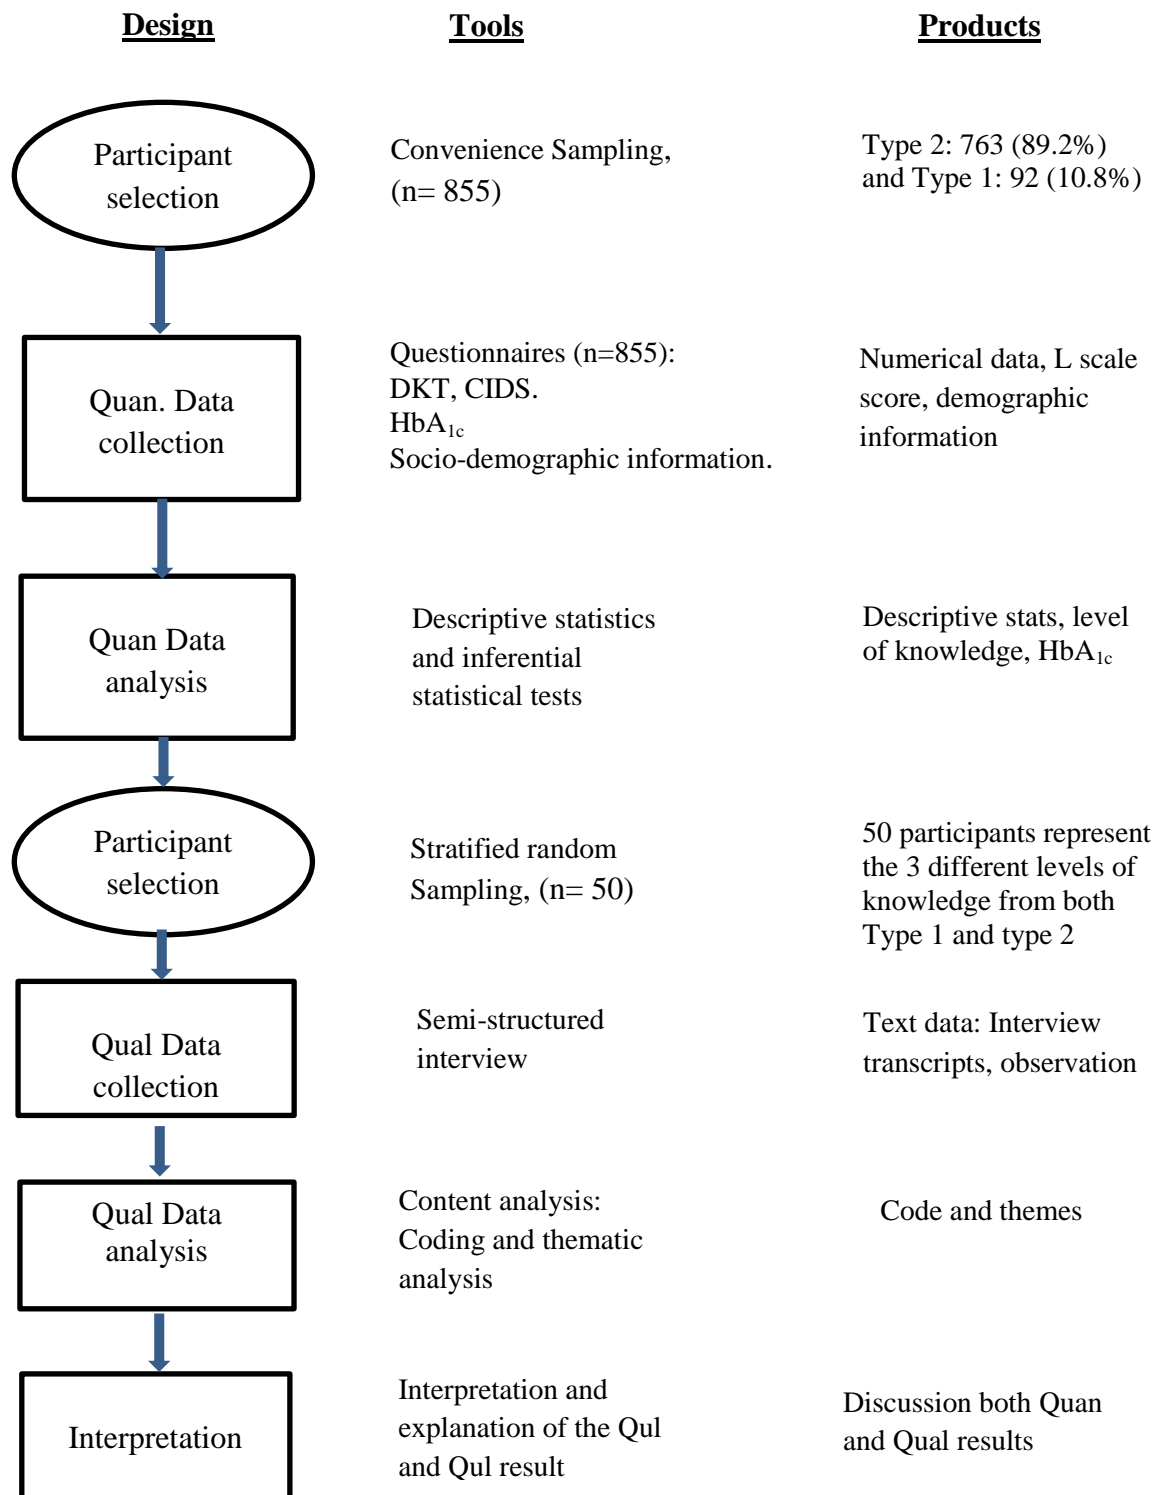 Design
Tools
Products
Participant
selection
Convenience Sampling,
(n= 855)
Type 2: 763 (89.2%)
and Type 1: 92 (10.8%)
Quan. Data
collection
Questionnaires (n=855):
DKT, CIDS.
HbA1c
Socio-demographic information.
Numerical data, L scale
score, demographic
information
Quan Data
analysis
Descriptive statistics
and inferential
statistical tests
Descriptive stats, level
of knowledge, HbA1c
Participant
selection
Stratified random
Sampling, (n= 50)
50 participants represent
the 3 different levels of
knowledge from both
Type 1 and type 2
Qual Data
collection
Semi-structured
interview
Text data: Interview
transcripts, observation
Qual Data
analysis
Content analysis:
Coding and thematic
analysis
Code and themes
Interpretation
Interpretation and
explanation of the Qul
and Qul result
Discussion both Quan
and Qual results